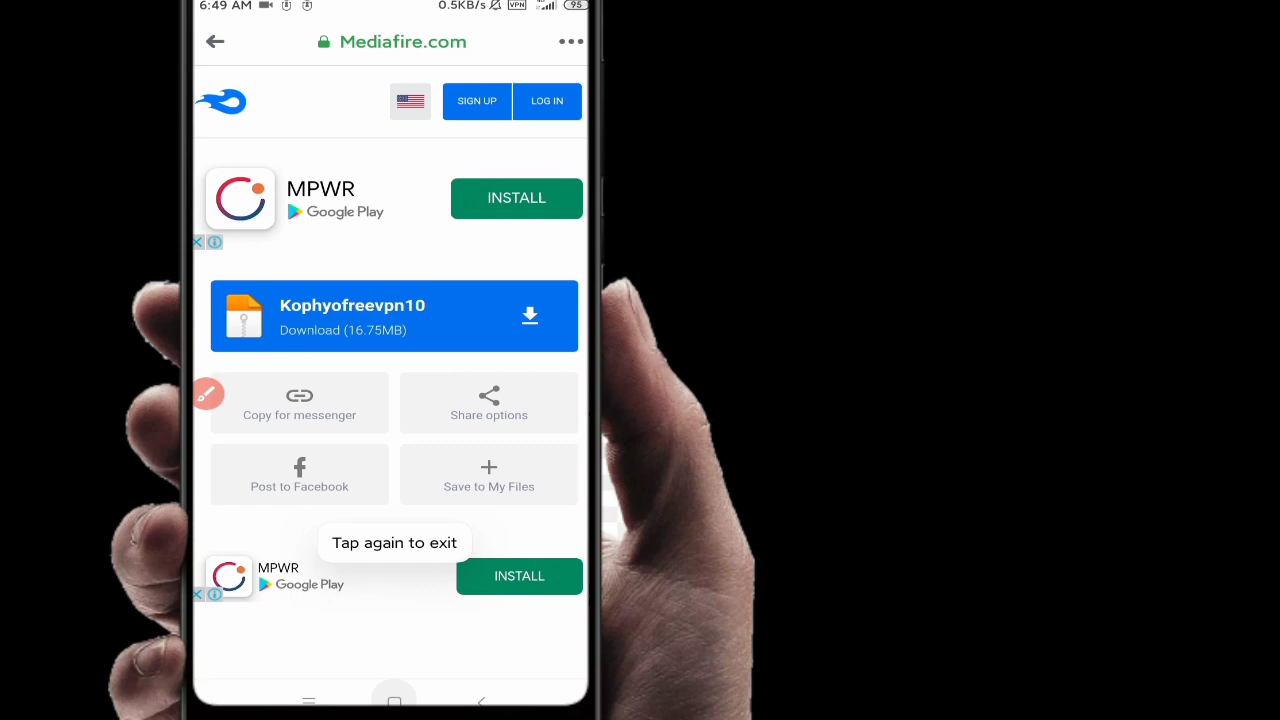 6:49 AM 0.5KB/s VPN 95
Mediafire.com
SIGN UP LOG IN
MPWR
Google Play
INSTALL
Kophyofreevpn10
Download (16.75MB)
Copy for messenger
Share options
Post to Facebook
Save to My Files
Tap again to exit
MPWR
Google Play
INSTALL